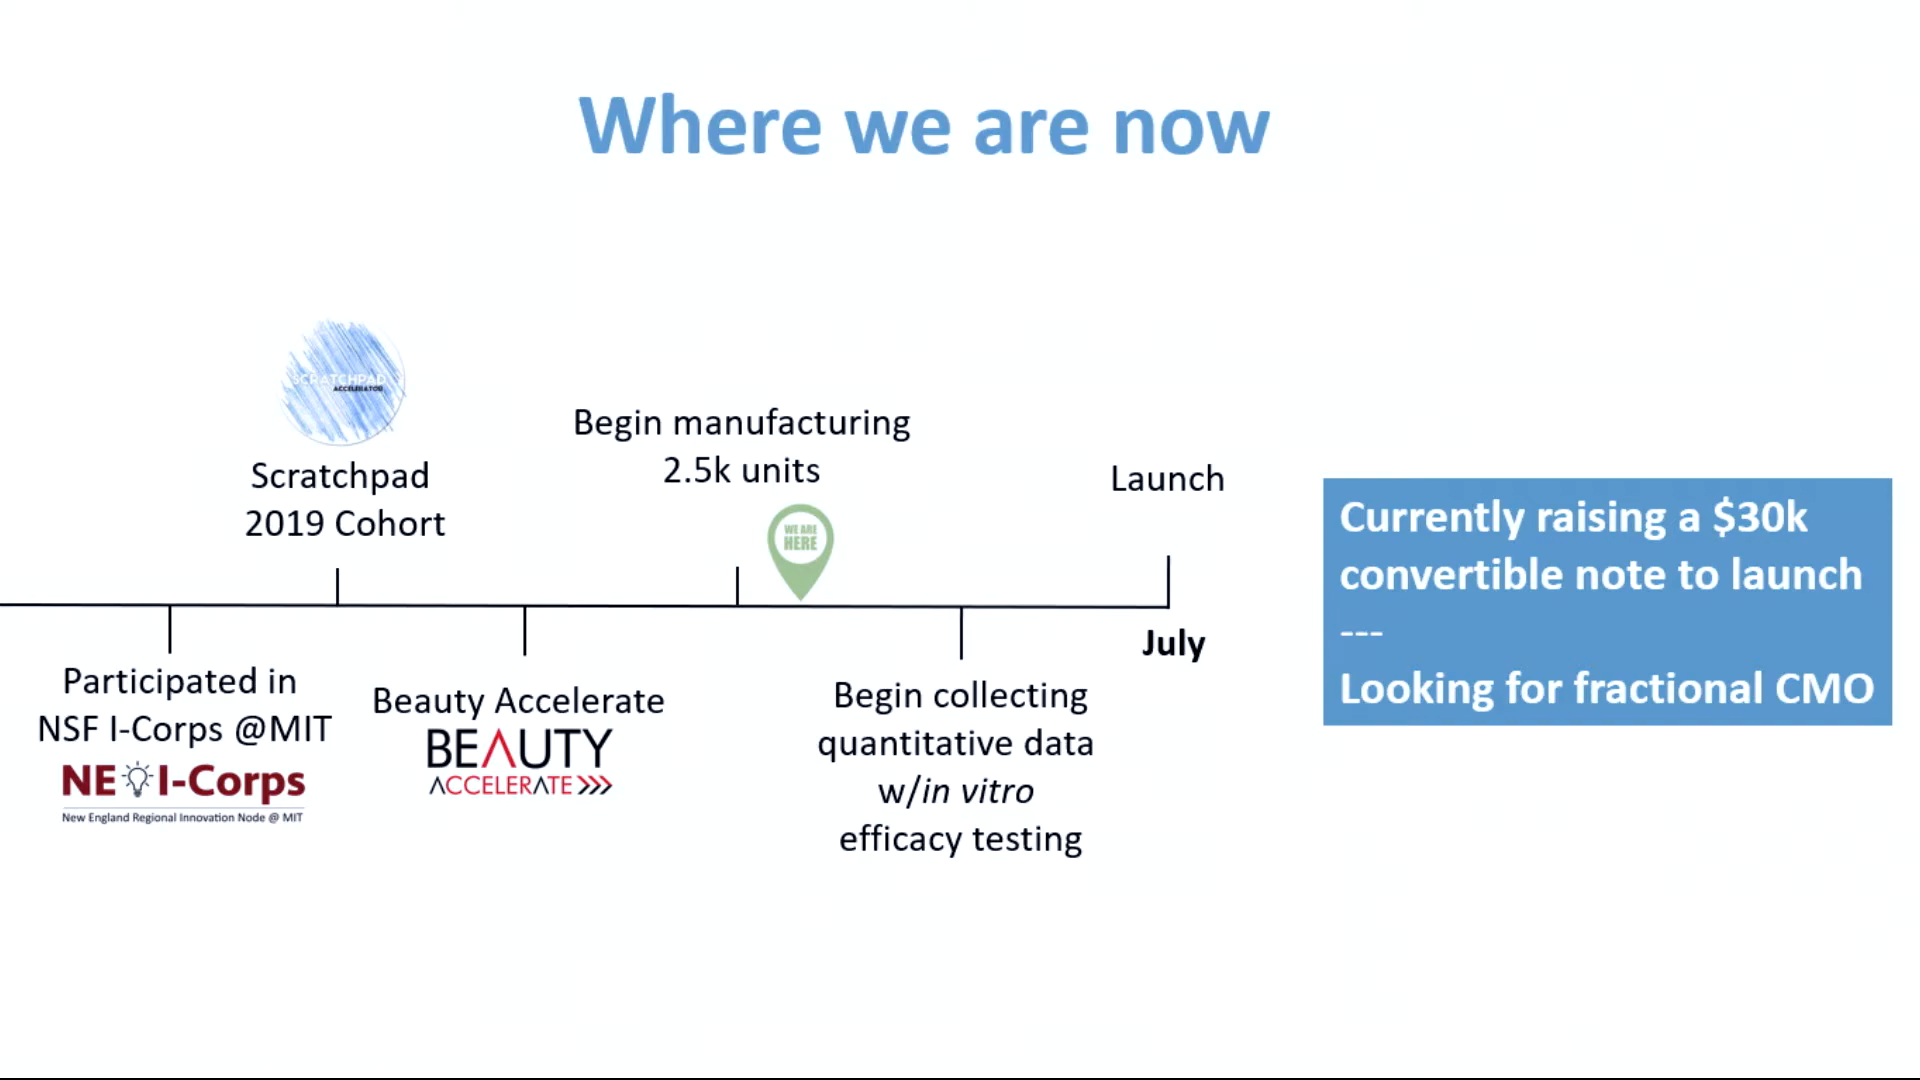 Where we are now
SCRATCHPAD
ACCELERATOR
Scratchpad
2019 Cohort
Begin manufacturing
2.5k units
WE ARE
HERE
Launch
July
Participated in
NSF I-Corps @MIT
NE I-Corps
New England Regional Innovation Node @ MIT
Beauty Accelerate
BEAUTY
ACCELERATE
Begin collecting
quantitative data
w/in vitro
efficacy testing
Currently raising a $30k
convertible note to launch
---
Looking for fractional CMO